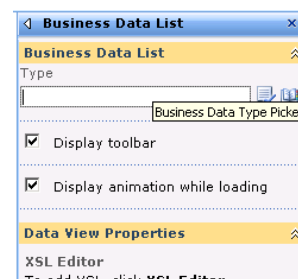 Business Data List
Business Data List
Type
Business Data Type Picke
Display toolbar
Display animation while loading
Data View Properties
XSL Editor
To add XSL, click XSL Editor